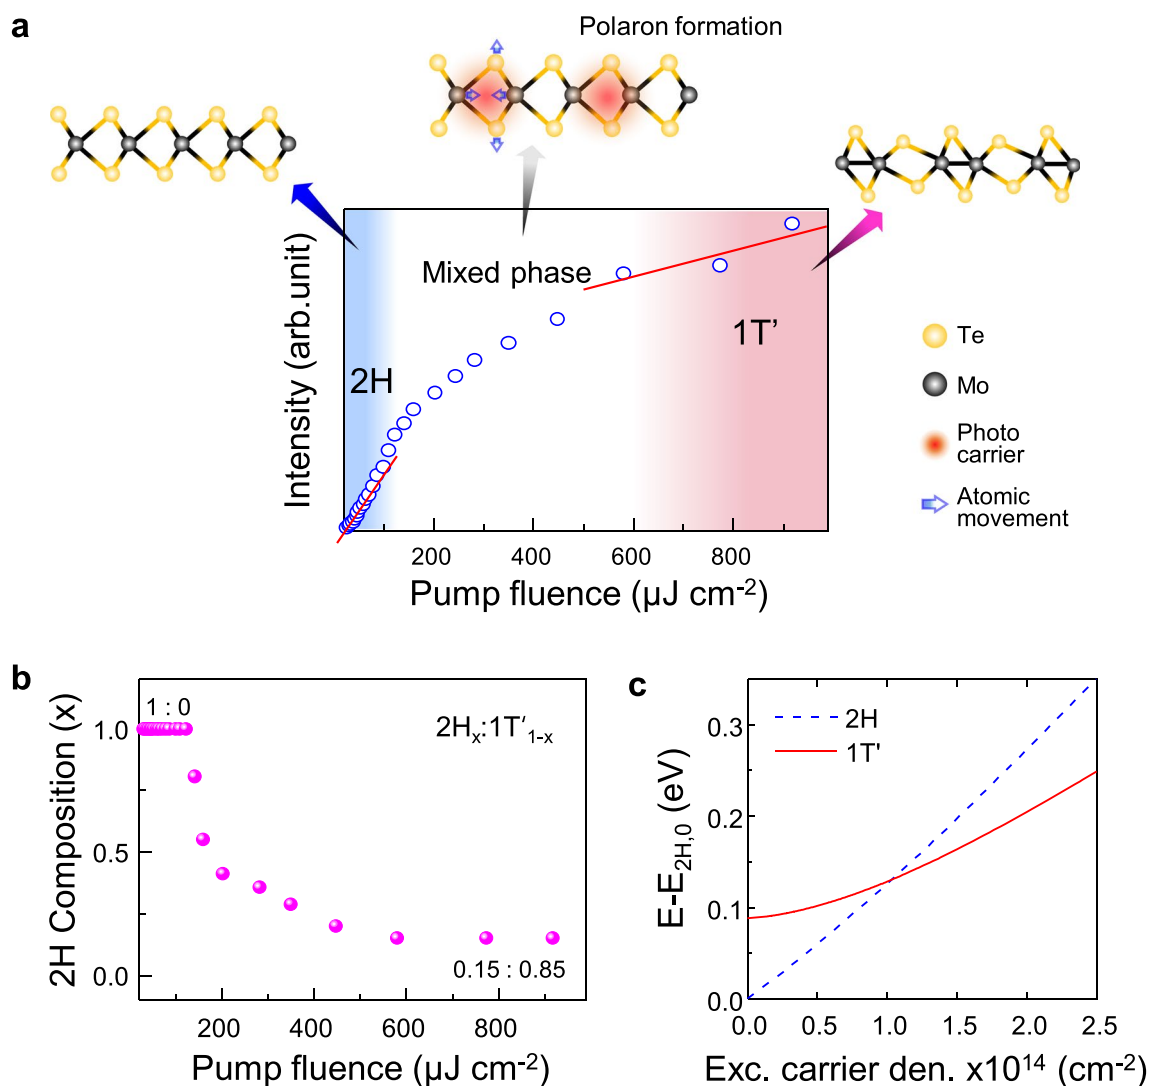 a
Polaron formation
Intensity (arb.unit)
Mixed phase
2H
1T’
200
400
600
800
Pump fluence (µJ cm-2)
Te
Mo
Photo
carrier
Atomic
movement
b
2H Composition (x)
1.0
0.5
0.0
1 : 0
2Hx:1T′1-x
0.15 : 0.85
200
400
600
800
Pump fluence (µJ cm-2)
c
E-E2H,0 (eV)
0.3
0.2
0.1
0.0
2H
1T'
0.0
0.5
1.0
1.5
2.0
2.5
Exc. carrier den. x10^14 (cm-2)